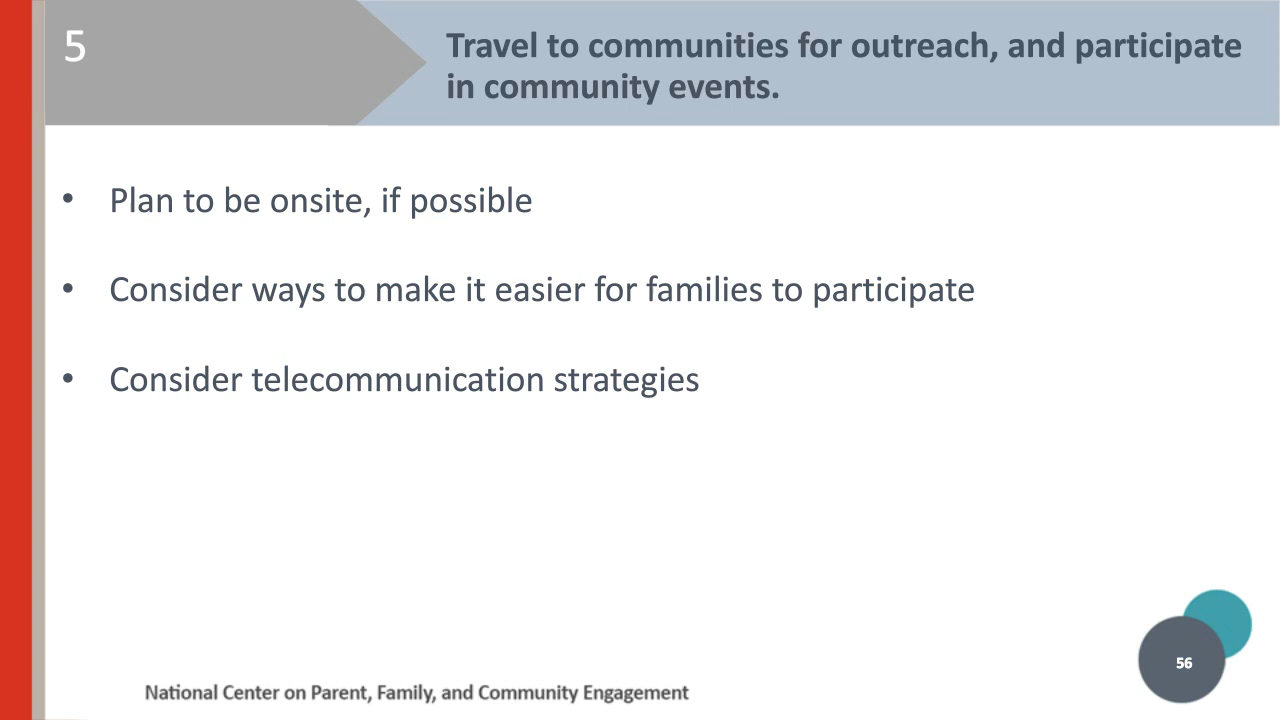 5
Travel to communities for outreach, and participate
in community events.
• Plan to be onsite, if possible
• Consider ways to make it easier for families to participate
• Consider telecommunication strategies
56
National Center on Parent, Family, and Community Engagement